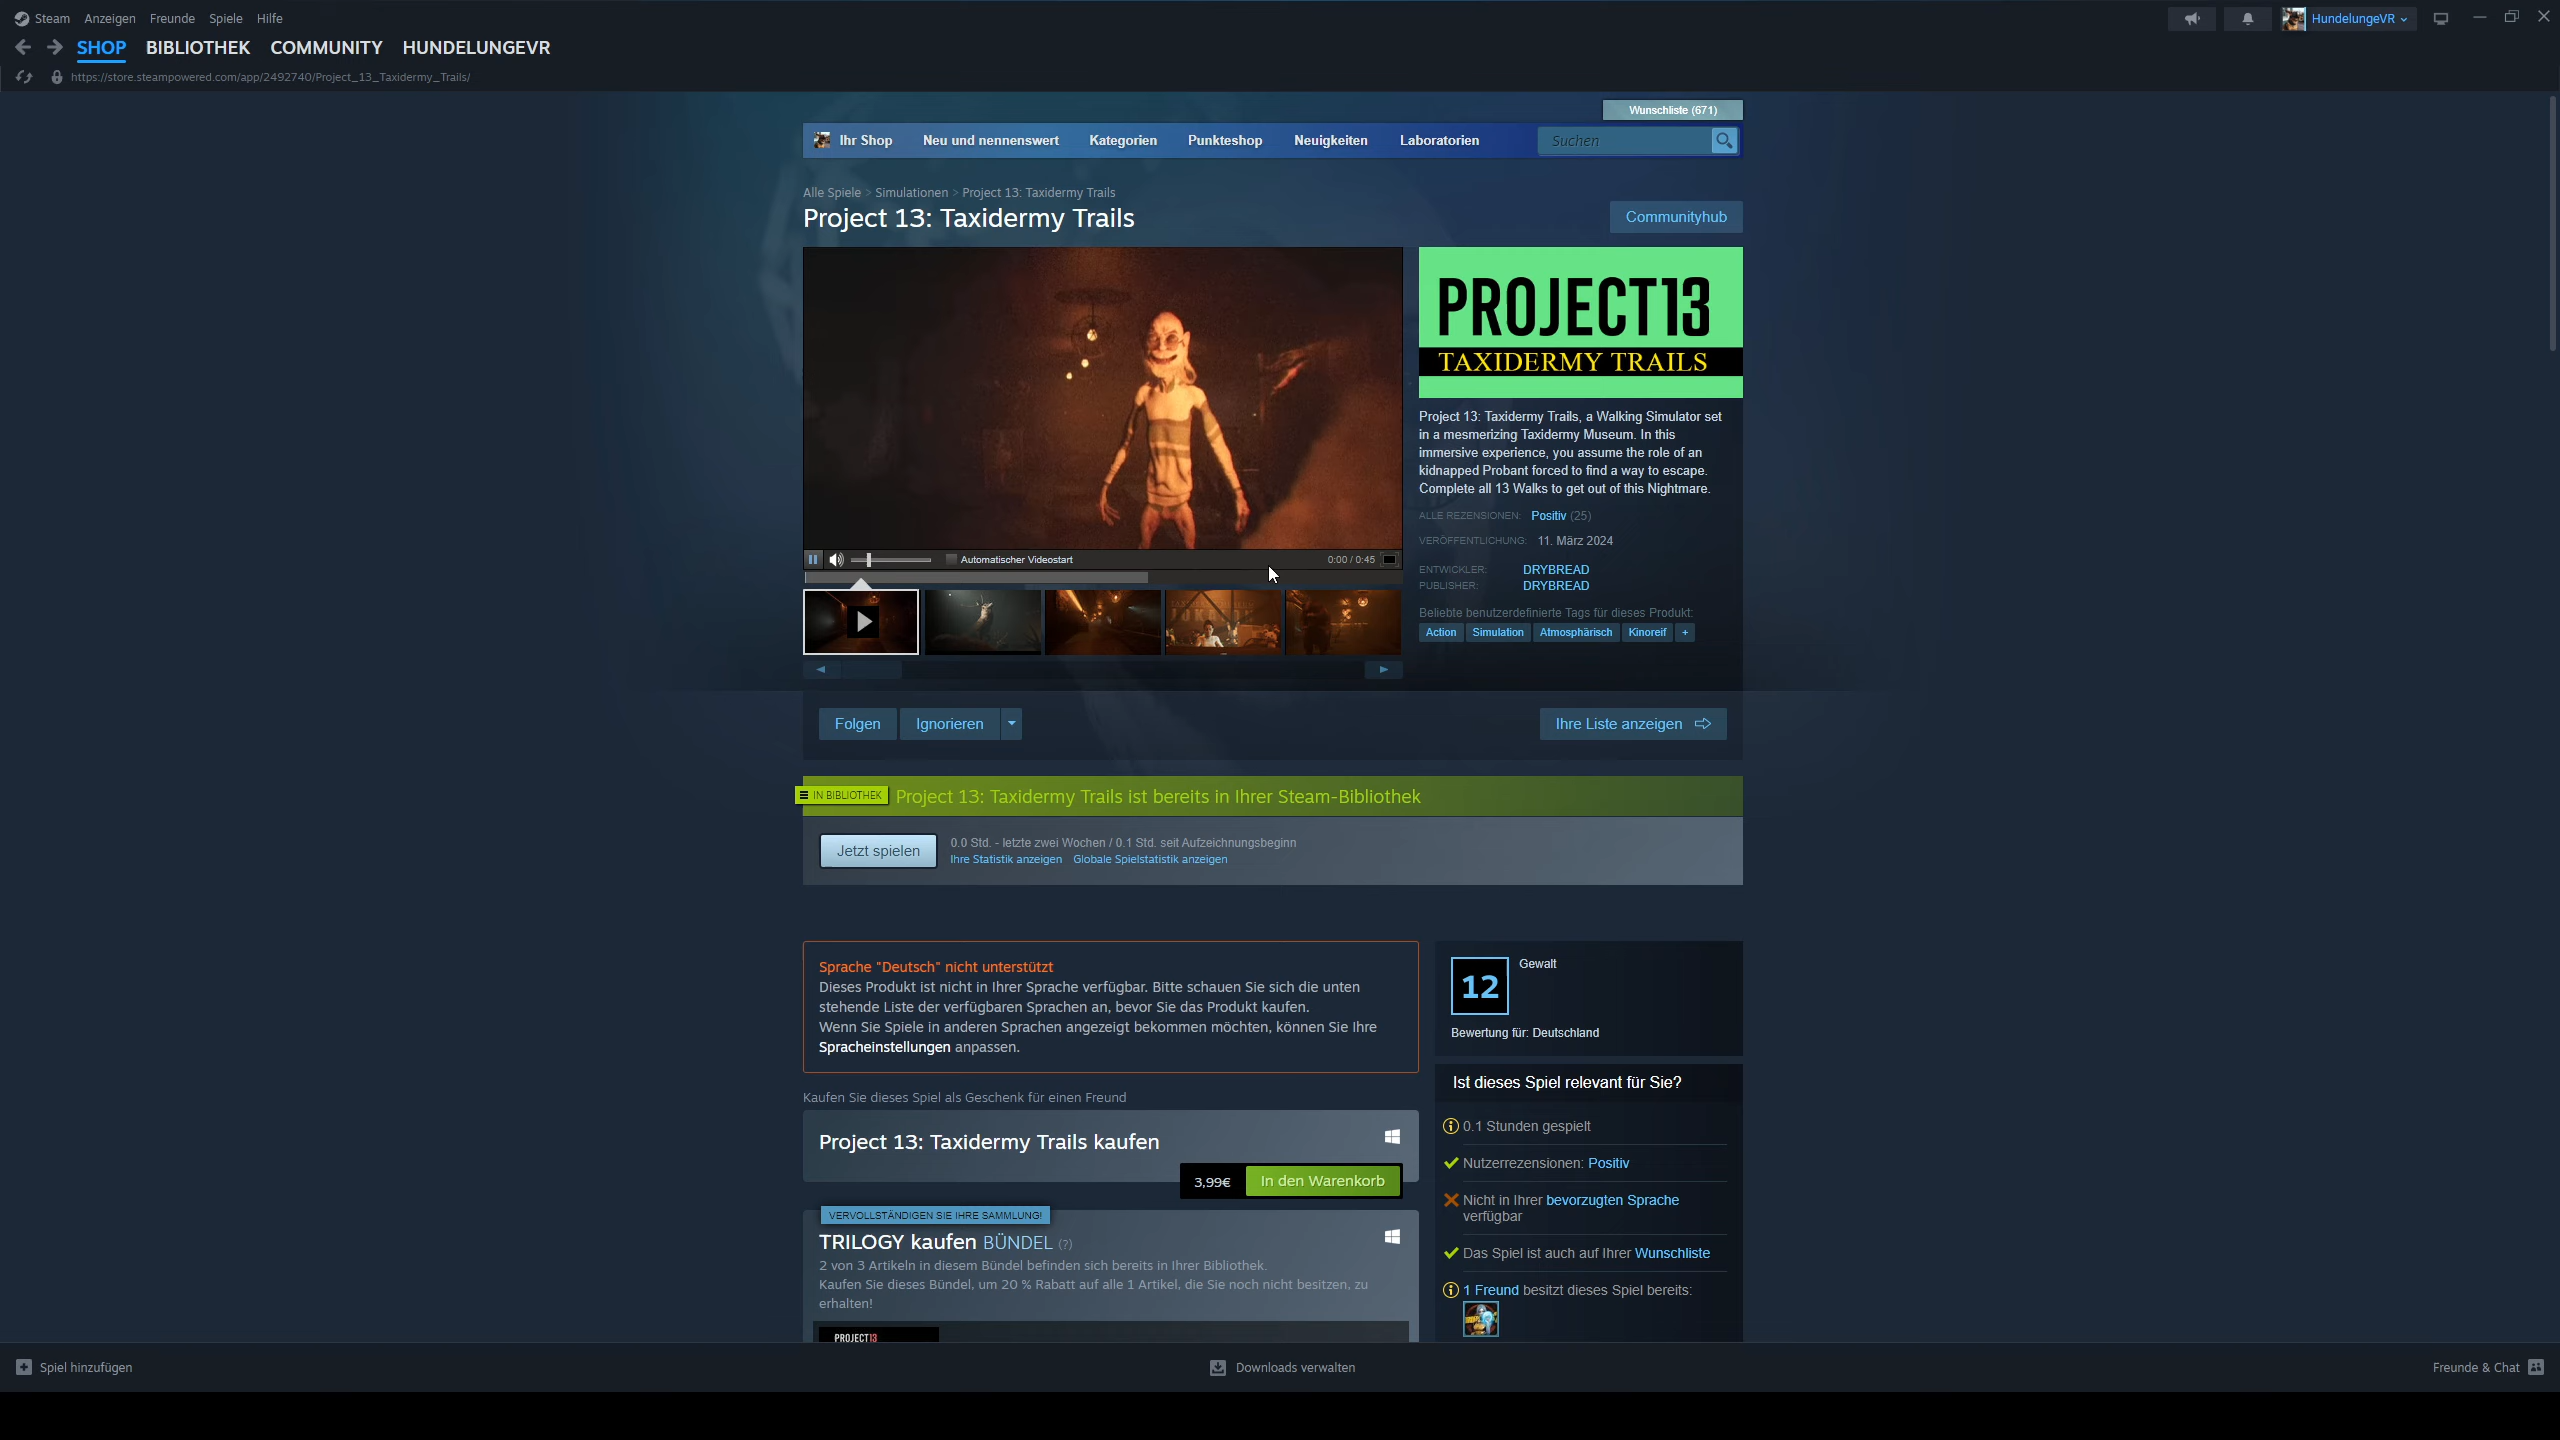 Steam Anzeigen Freunde Spiele Hilfe
HundelungeVR
SHOP BIBLIOTHEK COMMUNITY HUNDELUNGEVR
https://store.steampowered.com/app/2492740/Project_13_Taxidermy_Trails/
Wunschliste (671)
Ihr Shop Neu und nennenswert Kategorien Punkteshop Neuigkeiten Laboratorien Suchen
Alle Spiele > Simulationen > Project 13: Taxidermy Trails
Project 13: Taxidermy Trails
Communityhub
PROJECT13
TAXIDERMY TRAILS
Project 13: Taxidermy Trails, a Walking Simulator set
in a mesmerizing Taxidermy Museum. In this
immersive experience, you assume the role of an
kidnapped Probant forced to find a way to escape.
Complete all 13 Walks to get out of this Nightmare.
ALLE REZENSIONEN: Positiv (25)
VERÖFFENTLICHUNG: 11. März 2024
ENTWICKLER: DRYBREAD
PUBLISHER: DRYBREAD
Beliebte benutzerdefinierte Tags für dieses Produkt:
Action Simulation Atmosphärisch Kinoreif +
Automatischer Videostart 0:00 / 0:45
Folgen Ignorieren Ihre Liste anzeigen
IN BIBLIOTHEK Project 13: Taxidermy Trails ist bereits in Ihrer Steam-Bibliothek
Jetzt spielen
0.0 Std. - letzte zwei Wochen / 0.1 Std. seit Aufzeichnungsbeginn
Ihre Statistik anzeigen Globale Spielstatistik anzeigen
Sprache "Deutsch" nicht unterstützt
Dieses Produkt ist nicht in Ihrer Sprache verfügbar. Bitte schauen Sie sich die unten
stehende Liste der verfügbaren Sprachen an, bevor Sie das Produkt kaufen.
Wenn Sie Spiele in anderen Sprachen angezeigt bekommen möchten, können Sie Ihre
Spracheinstellungen anpassen.
12
Gewalt
Bewertung für: Deutschland
Kaufen Sie dieses Spiel als Geschenk für einen Freund
Project 13: Taxidermy Trails kaufen
3,99€ In den Warenkorb
VERVOLLSTÄNDIGEN SIE IHRE SAMMLUNG!
TRILOGY kaufen BÜNDEL (?)
2 von 3 Artikeln in diesem Bündel befinden sich bereits in Ihrer Bibliothek.
Kaufen Sie dieses Bündel, um 20 % Rabatt auf alle 1 Artikel, die Sie noch nicht besitzen, zu
erhalten!
PROJECT13
Ist dieses Spiel relevant für Sie?
0.1 Stunden gespielt
Nutzerrezensionen: Positiv
Nicht in Ihrer bevorzugten Sprache
verfügbar
Das Spiel ist auch auf Ihrer Wunschliste
1 Freund besitzt dieses Spiel bereits:
Spiel hinzufügen Downloads verwalten Freunde & Chat